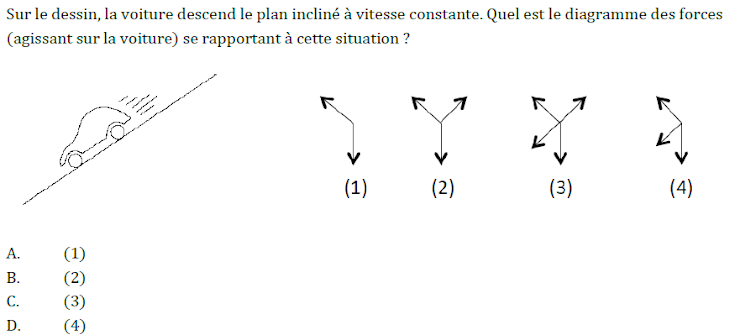 Sur le dessin, la voiture descend le plan incliné à vitesse constante. Quel est le diagramme des forces
(agissant sur la voiture) se rapportant à cette situation ?
(1) (2) (3) (4)
A. (1)
B. (2)
C. (3)
D. (4)